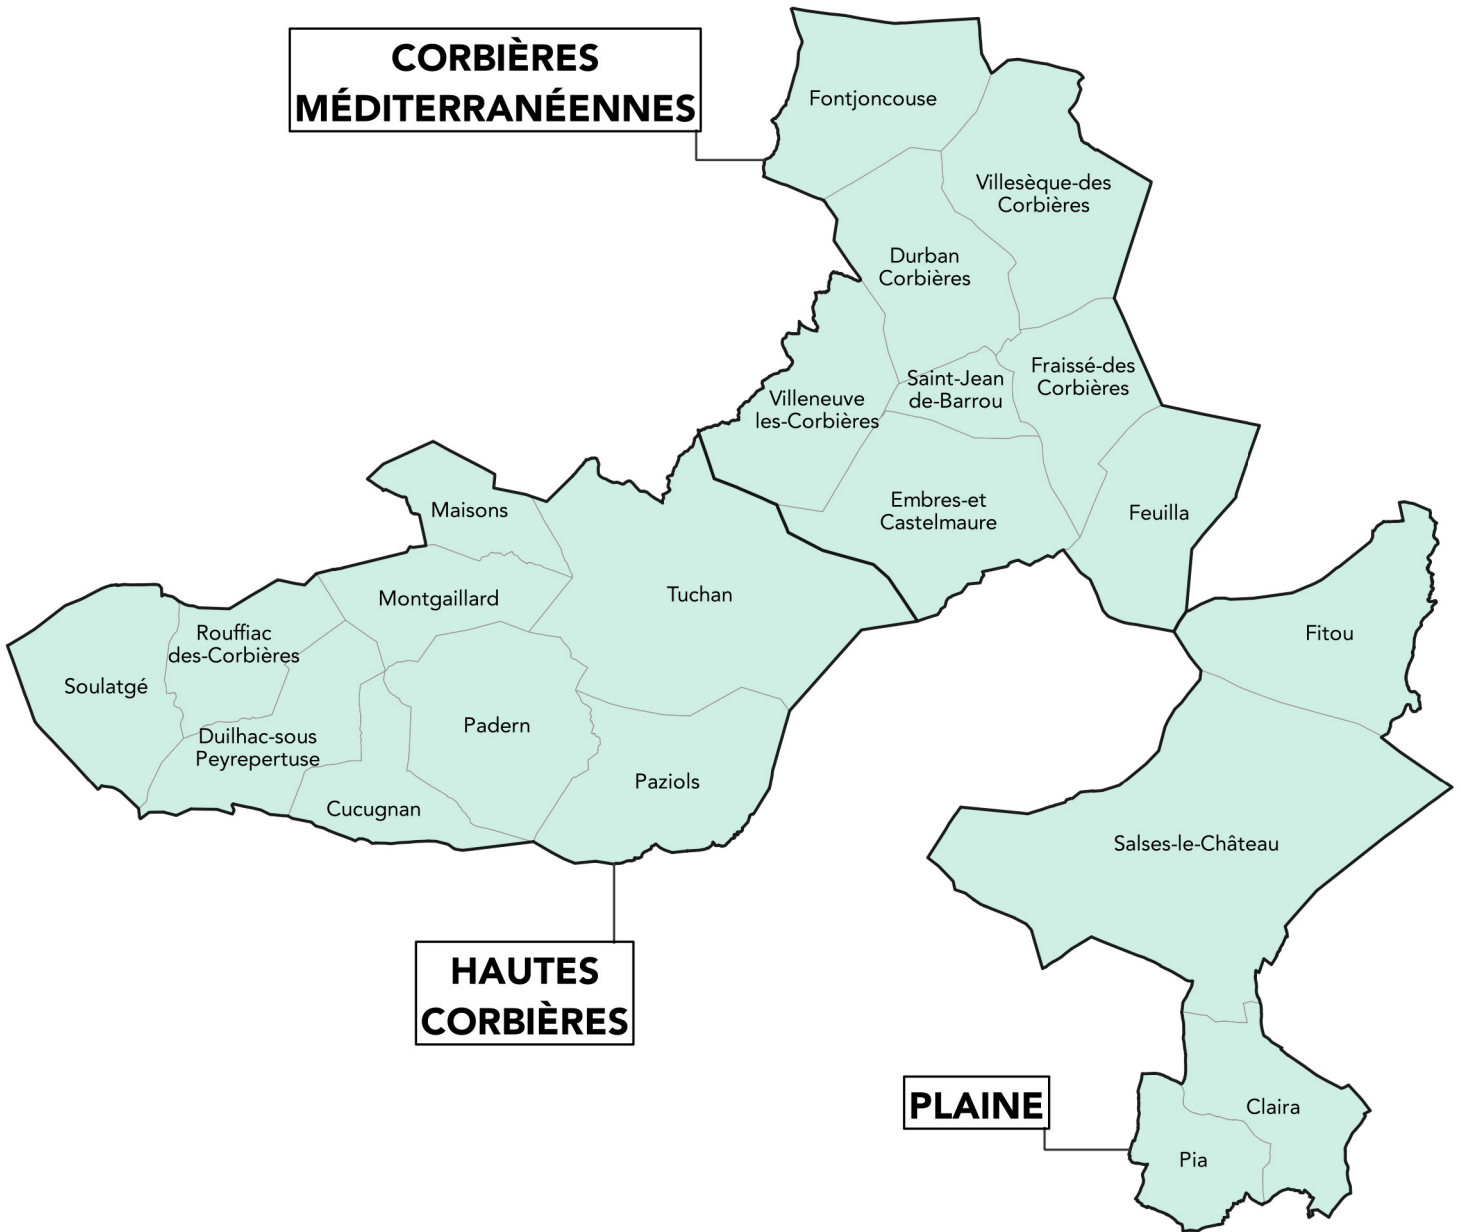 CORBIÈRES
MÉDITERRANÉENNES
Fontjoncouse
Villesèque-des
Corbières
Durban
Corbières
Fraissé-des
Corbières
Saint-Jean
de-Barrou
Villeneuve
les-Corbières
Embres-et
Castelmaure
Feuilla
Maisons
Montgaillard
Tuchan
Rouffiac
des-Corbières
Soulatgé
Duilhac-sous
Peyrepertuse
Padern
Paziols
Cucugnan
HAUTES
CORBIÈRES
Fitou
Salses-le-Château
PLAINE
Claira
Pia